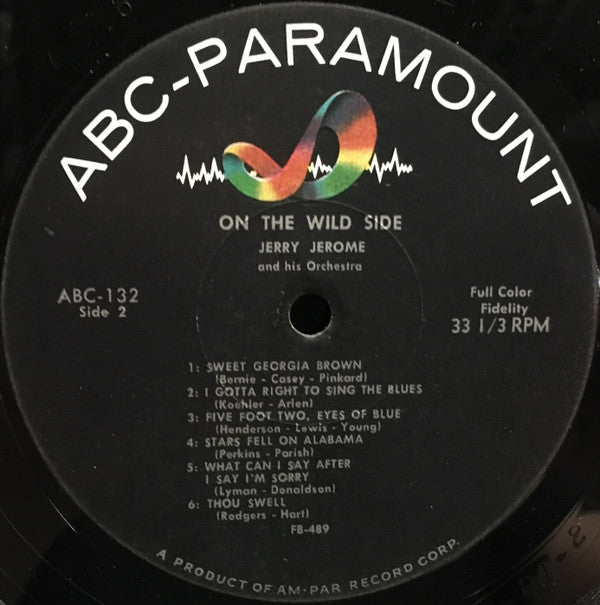 ABC-PARAMOUNT
ON THE WILD SIDE
JERRY JEROME
and his Orchestra
ABC-132
Side 2
Full Color
Fidelity
33 1/3 RPM
1: SWEET GEORGIA BROWN
(Bernie - Casey - Pinkard)
2: I GOTTA RIGHT TO SING THE BLUES
(Koehler - Arlen)
3: FIVE FOOT TWO, EYES OF BLUE
(Henderson - Lewis - Young)
4: STARS FELL ON ALABAMA
(Perkins - Parish)
5: WHAT CAN I SAY AFTER
I SAY I'M SORRY
(Lyman - Donaldson)
6: THOU SWELL
(Rodgers - Hart)
FB-489
A PRODUCT OF AM-PAR RECORD CORP.